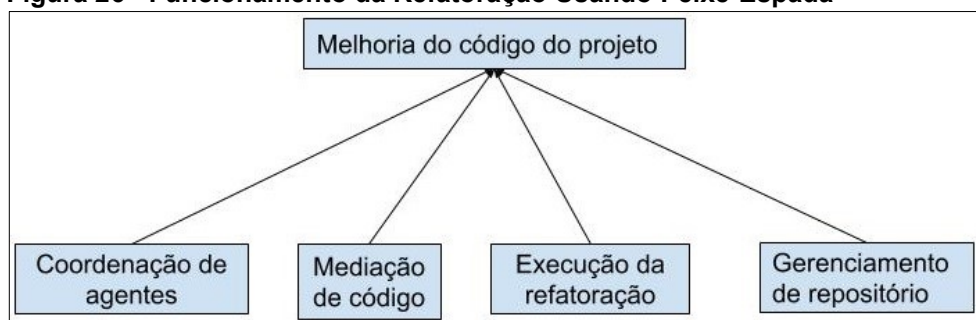 Figura 26 - Funcionamento da Refatoração Usando Peixe-Espada
Melhoria do código do projeto
Coordenação de
agentes
Mediação
de código
Execução da
refatoração
Gerenciamento
de repositório